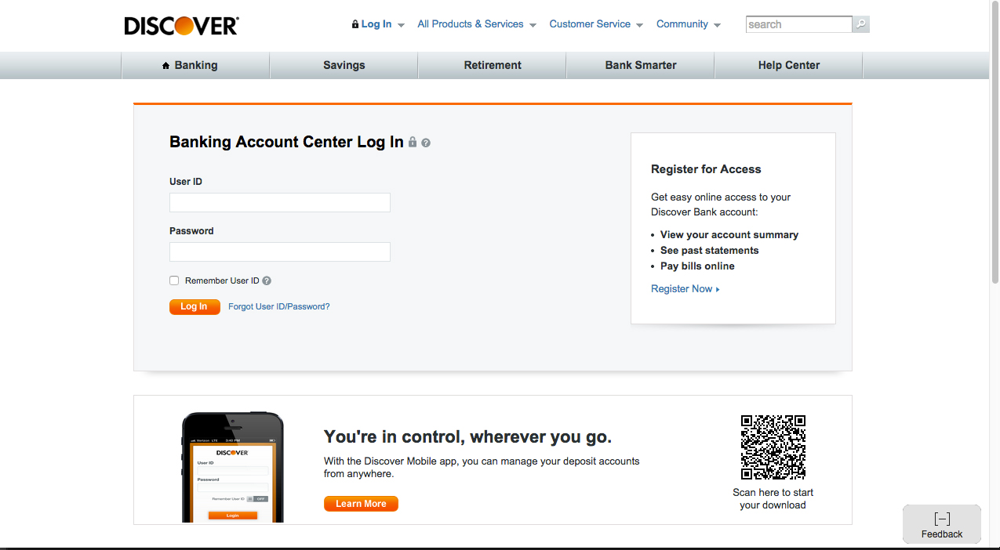 DISCOVER
Log In All Products & Services Customer Service Community search
Banking Savings Retirement Bank Smarter Help Center
Banking Account Center Log In ?
User ID
Password
Remember User ID ?
Log In Forgot User ID/Password?
Register for Access
Get easy online access to your
Discover Bank account:
• View your account summary
• See past statements
• Pay bills online
Register Now
Verizon LTE 3:40 PM
DISCOVER
User ID
Password
Remember User ID OFF
Login
You're in control, wherever you go.
With the Discover Mobile app, you can manage your deposit accounts
from anywhere.
Learn More
Scan here to start
your download
[–]
Feedback